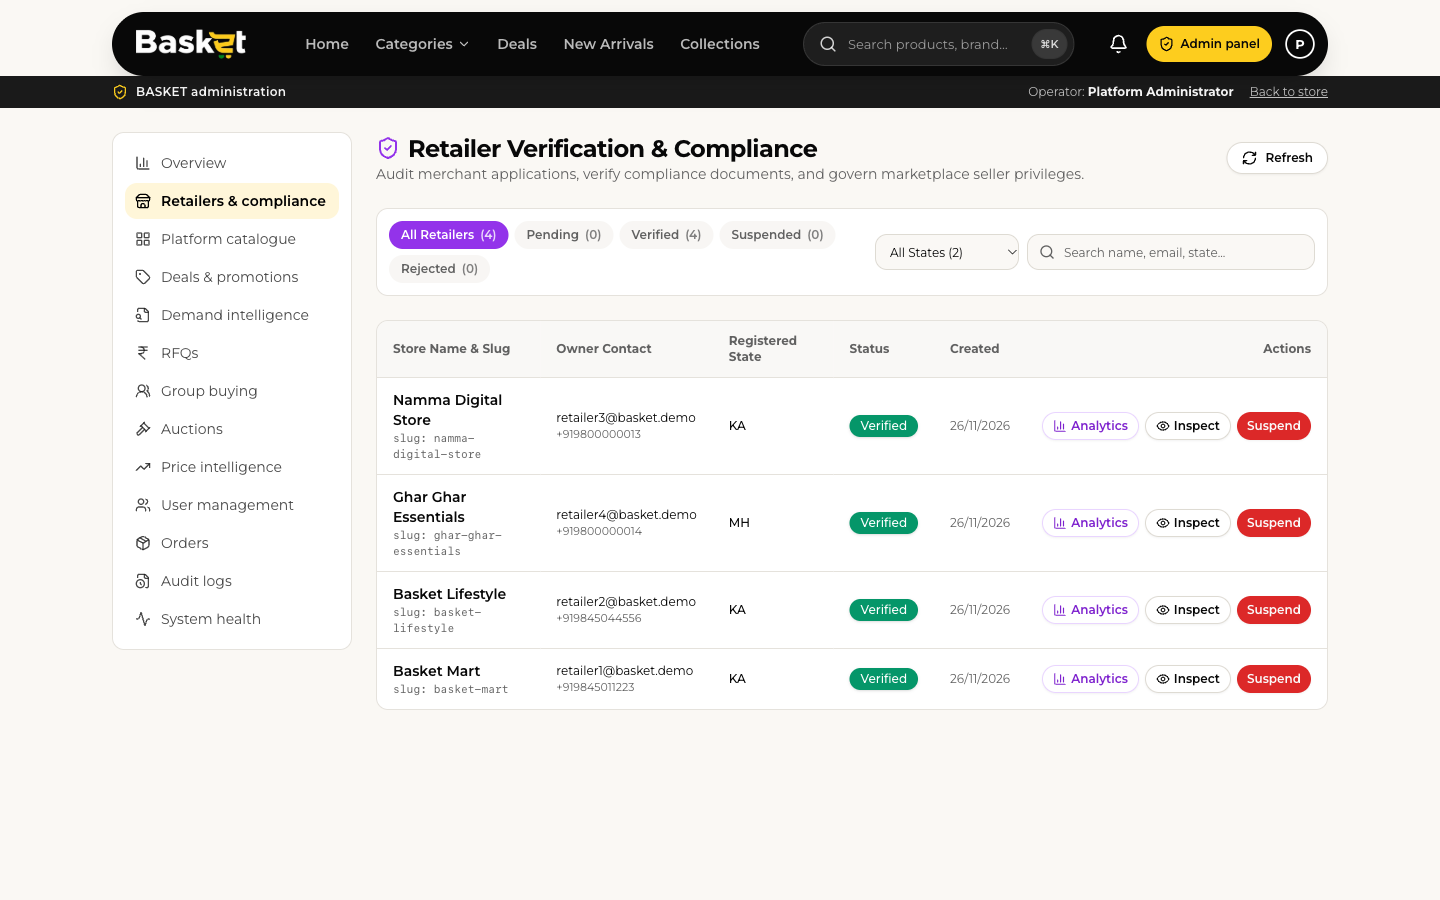 Basket
Home
Categories
Deals
New Arrivals
Collections
Search products, brand...
⌘K
Admin panel
P
BASKET administration
Operator: Platform Administrator
Back to store
Overview
Retailers & compliance
Platform catalogue
Deals & promotions
Demand intelligence
RFQs
Group buying
Auctions
Price intelligence
User management
Orders
Audit logs
System health
Retailer Verification & Compliance
Audit merchant applications, verify compliance documents, and govern marketplace seller privileges.
Refresh
All Retailers (4)
Pending (0)
Verified (4)
Suspended (0)
Rejected (0)
All States (2)
Search name, email, state...
Store Name & Slug
Owner Contact
Registered
State
Status
Created
Actions
Namma Digital
Store
slug: namma-
digital-store
retailer3@basket.demo
+919800000013
KA
Verified
26/11/2026
Analytics
Inspect
Suspend
Ghar Ghar
Essentials
slug: ghar-ghar-
essentials
retailer4@basket.demo
+919800000014
MH
Verified
26/11/2026
Analytics
Inspect
Suspend
Basket Lifestyle
slug: basket-
lifestyle
retailer2@basket.demo
+919845044556
KA
Verified
26/11/2026
Analytics
Inspect
Suspend
Basket Mart
slug: basket-mart
retailer1@basket.demo
+919845011223
KA
Verified
26/11/2026
Analytics
Inspect
Suspend